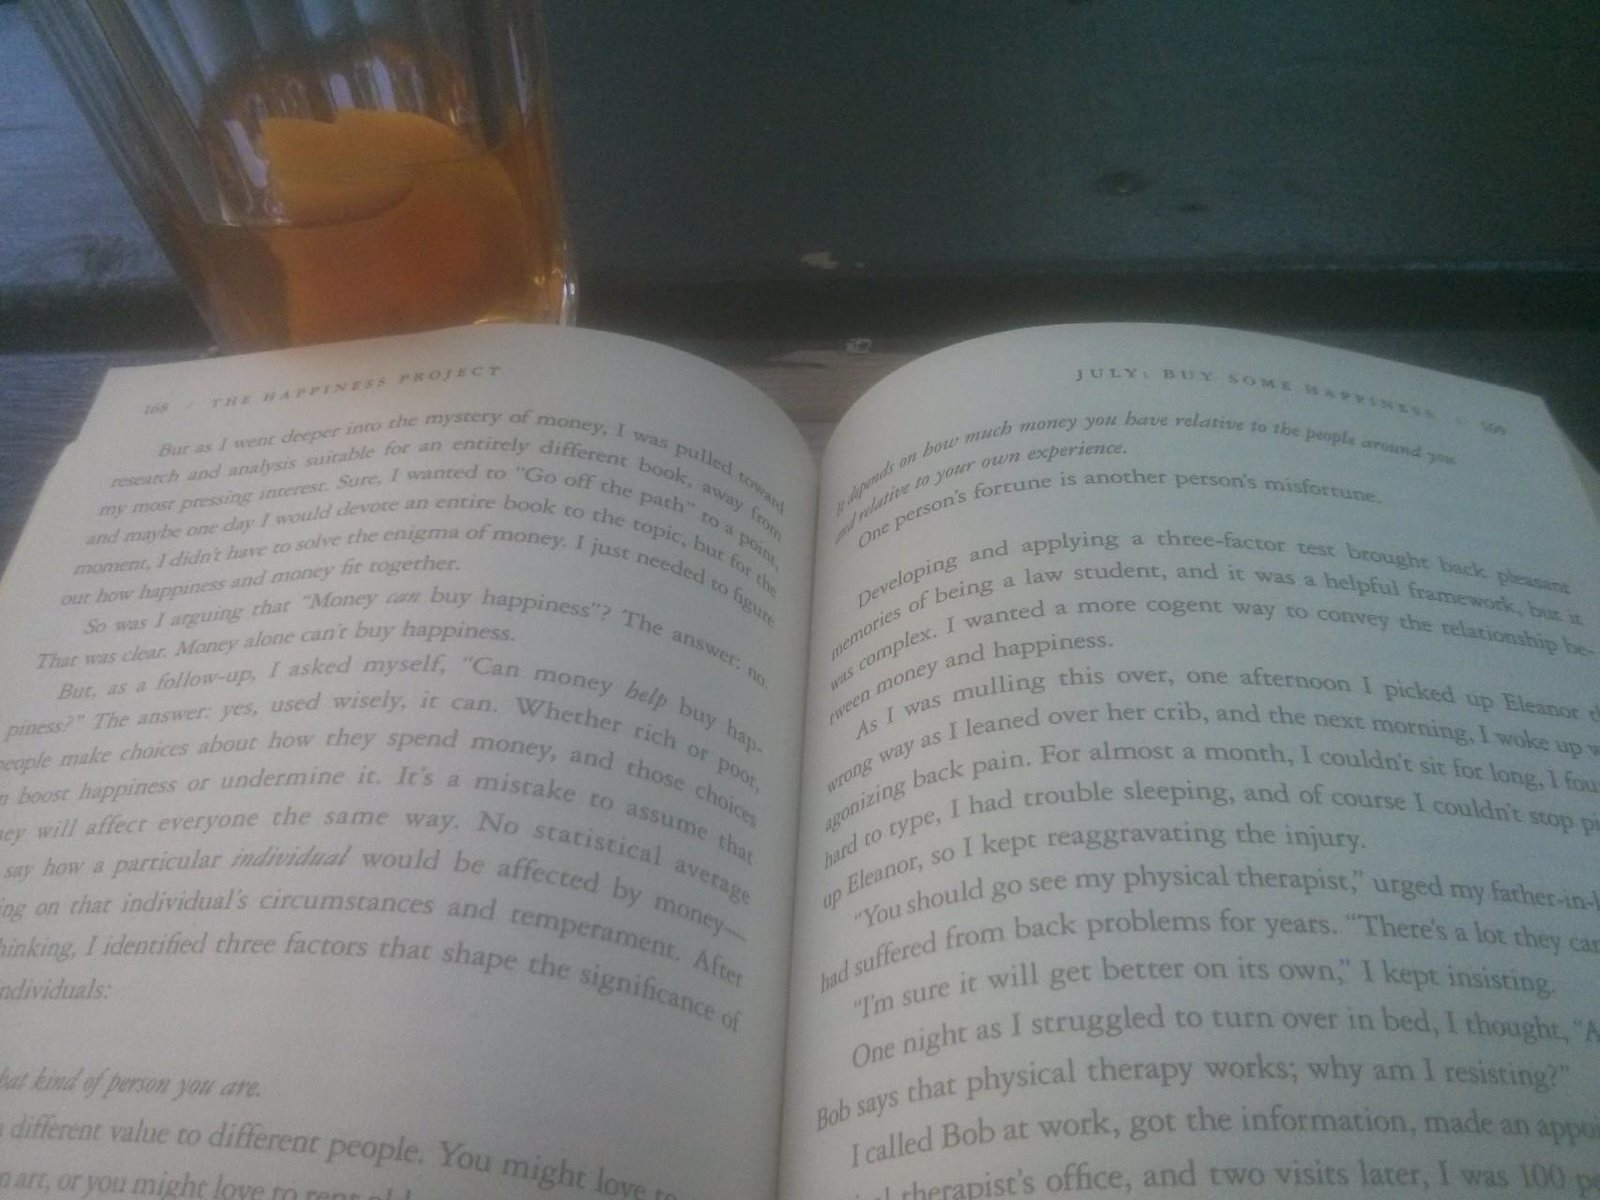 168 / THE HAPPINESS PROJECT
But as I went deeper into the mystery of money, I was pulled toward
research and analysis suitable for an entirely different book, away from
my most pressing interest. Sure, I wanted to "Go off the path" to a point,
and maybe one day I would devote an entire book to the topic, but for the
moment, I didn't have to solve the enigma of money. I just needed to figure
out how happiness and money fit together.
So was I arguing that "Money can buy happiness"? The answer: no.
That was clear. Money alone can't buy happiness.
But, as a follow-up, I asked myself, "Can money help buy hap-
piness?" The answer: yes, used wisely, it can. Whether rich or poor,
people make choices about how they spend money, and those choices
n boost happiness or undermine it. It's a mistake to assume that
ney will affect everyone the same way. No statistical average
say how a particular individual would be affected by money—
ing on that individual's circumstances and temperament. After
hinking, I identified three factors that shape the significance of
ndividuals:
hat kind of person you are.
different value to different people. You might love to
n art, or you might love to rent old
JULY: BUY SOME HAPPINESS 169
It depends on how much money you have relative to the people around you
and relative to your own experience.
One person's fortune is another person's misfortune.
Developing and applying a three-factor test brought back pleasant
memories of being a law student, and it was a helpful framework, but it
was complex. I wanted a more cogent way to convey the relationship be-
tween money and happiness.
As I was mulling this over, one afternoon I picked up Eleanor t
wrong way as I leaned over her crib, and the next morning, I woke up w
agonizing back pain. For almost a month, I couldn't sit for long, I fou
hard to type, I had trouble sleeping, and of course I couldn't stop pi
up Eleanor, so I kept reaggravating the injury.
"You should go see my physical therapist," urged my father-in-l
had suffered from back problems for years. "There's a lot they can
"I'm sure it will get better on its own," I kept insisting.
One night as I struggled to turn over in bed, I thought, "A
Bob says that physical therapy works; why am I resisting?"
I called Bob at work, got the information, made an appoi
therapist's office, and two visits later, I was 100 pe